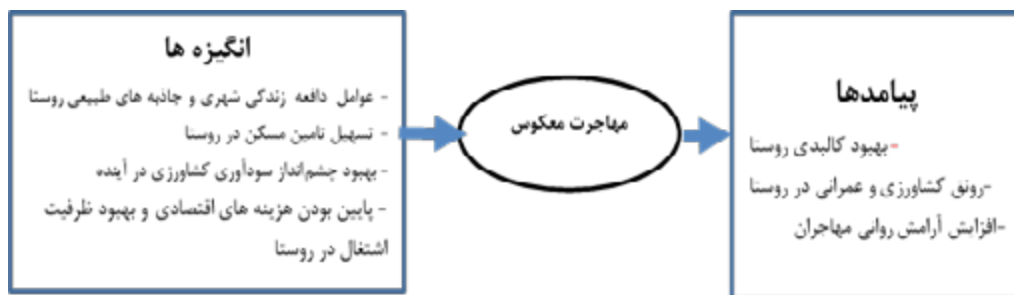 انگیزه ها
- عوامل دافعه زندگی شهری و جاذبه های طبیعی روستا
- تسهیل تامین مسکن در روستا
- بهبود چشم‌انداز سودآوری کشاورزی در آینده
- پایین بودن هزینه های اقتصادی و بهبود ظرفیت
اشتغال در روستا
مهاجرت معکوس
پیامدها
-بهبود کالبدی روستا
-رونق کشاورزی و عمرانی در روستا
-افزایش آرامش روانی مهاجران